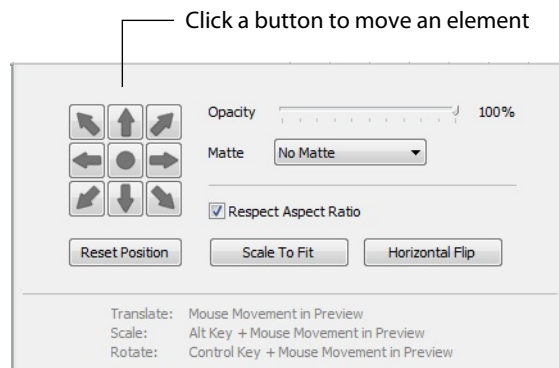 Click a button to move an element
Opacity 100%
Matte No Matte
Respect Aspect Ratio
Reset Position Scale To Fit Horizontal Flip
Translate: Mouse Movement in Preview
Scale: Alt Key + Mouse Movement in Preview
Rotate: Control Key + Mouse Movement in Preview